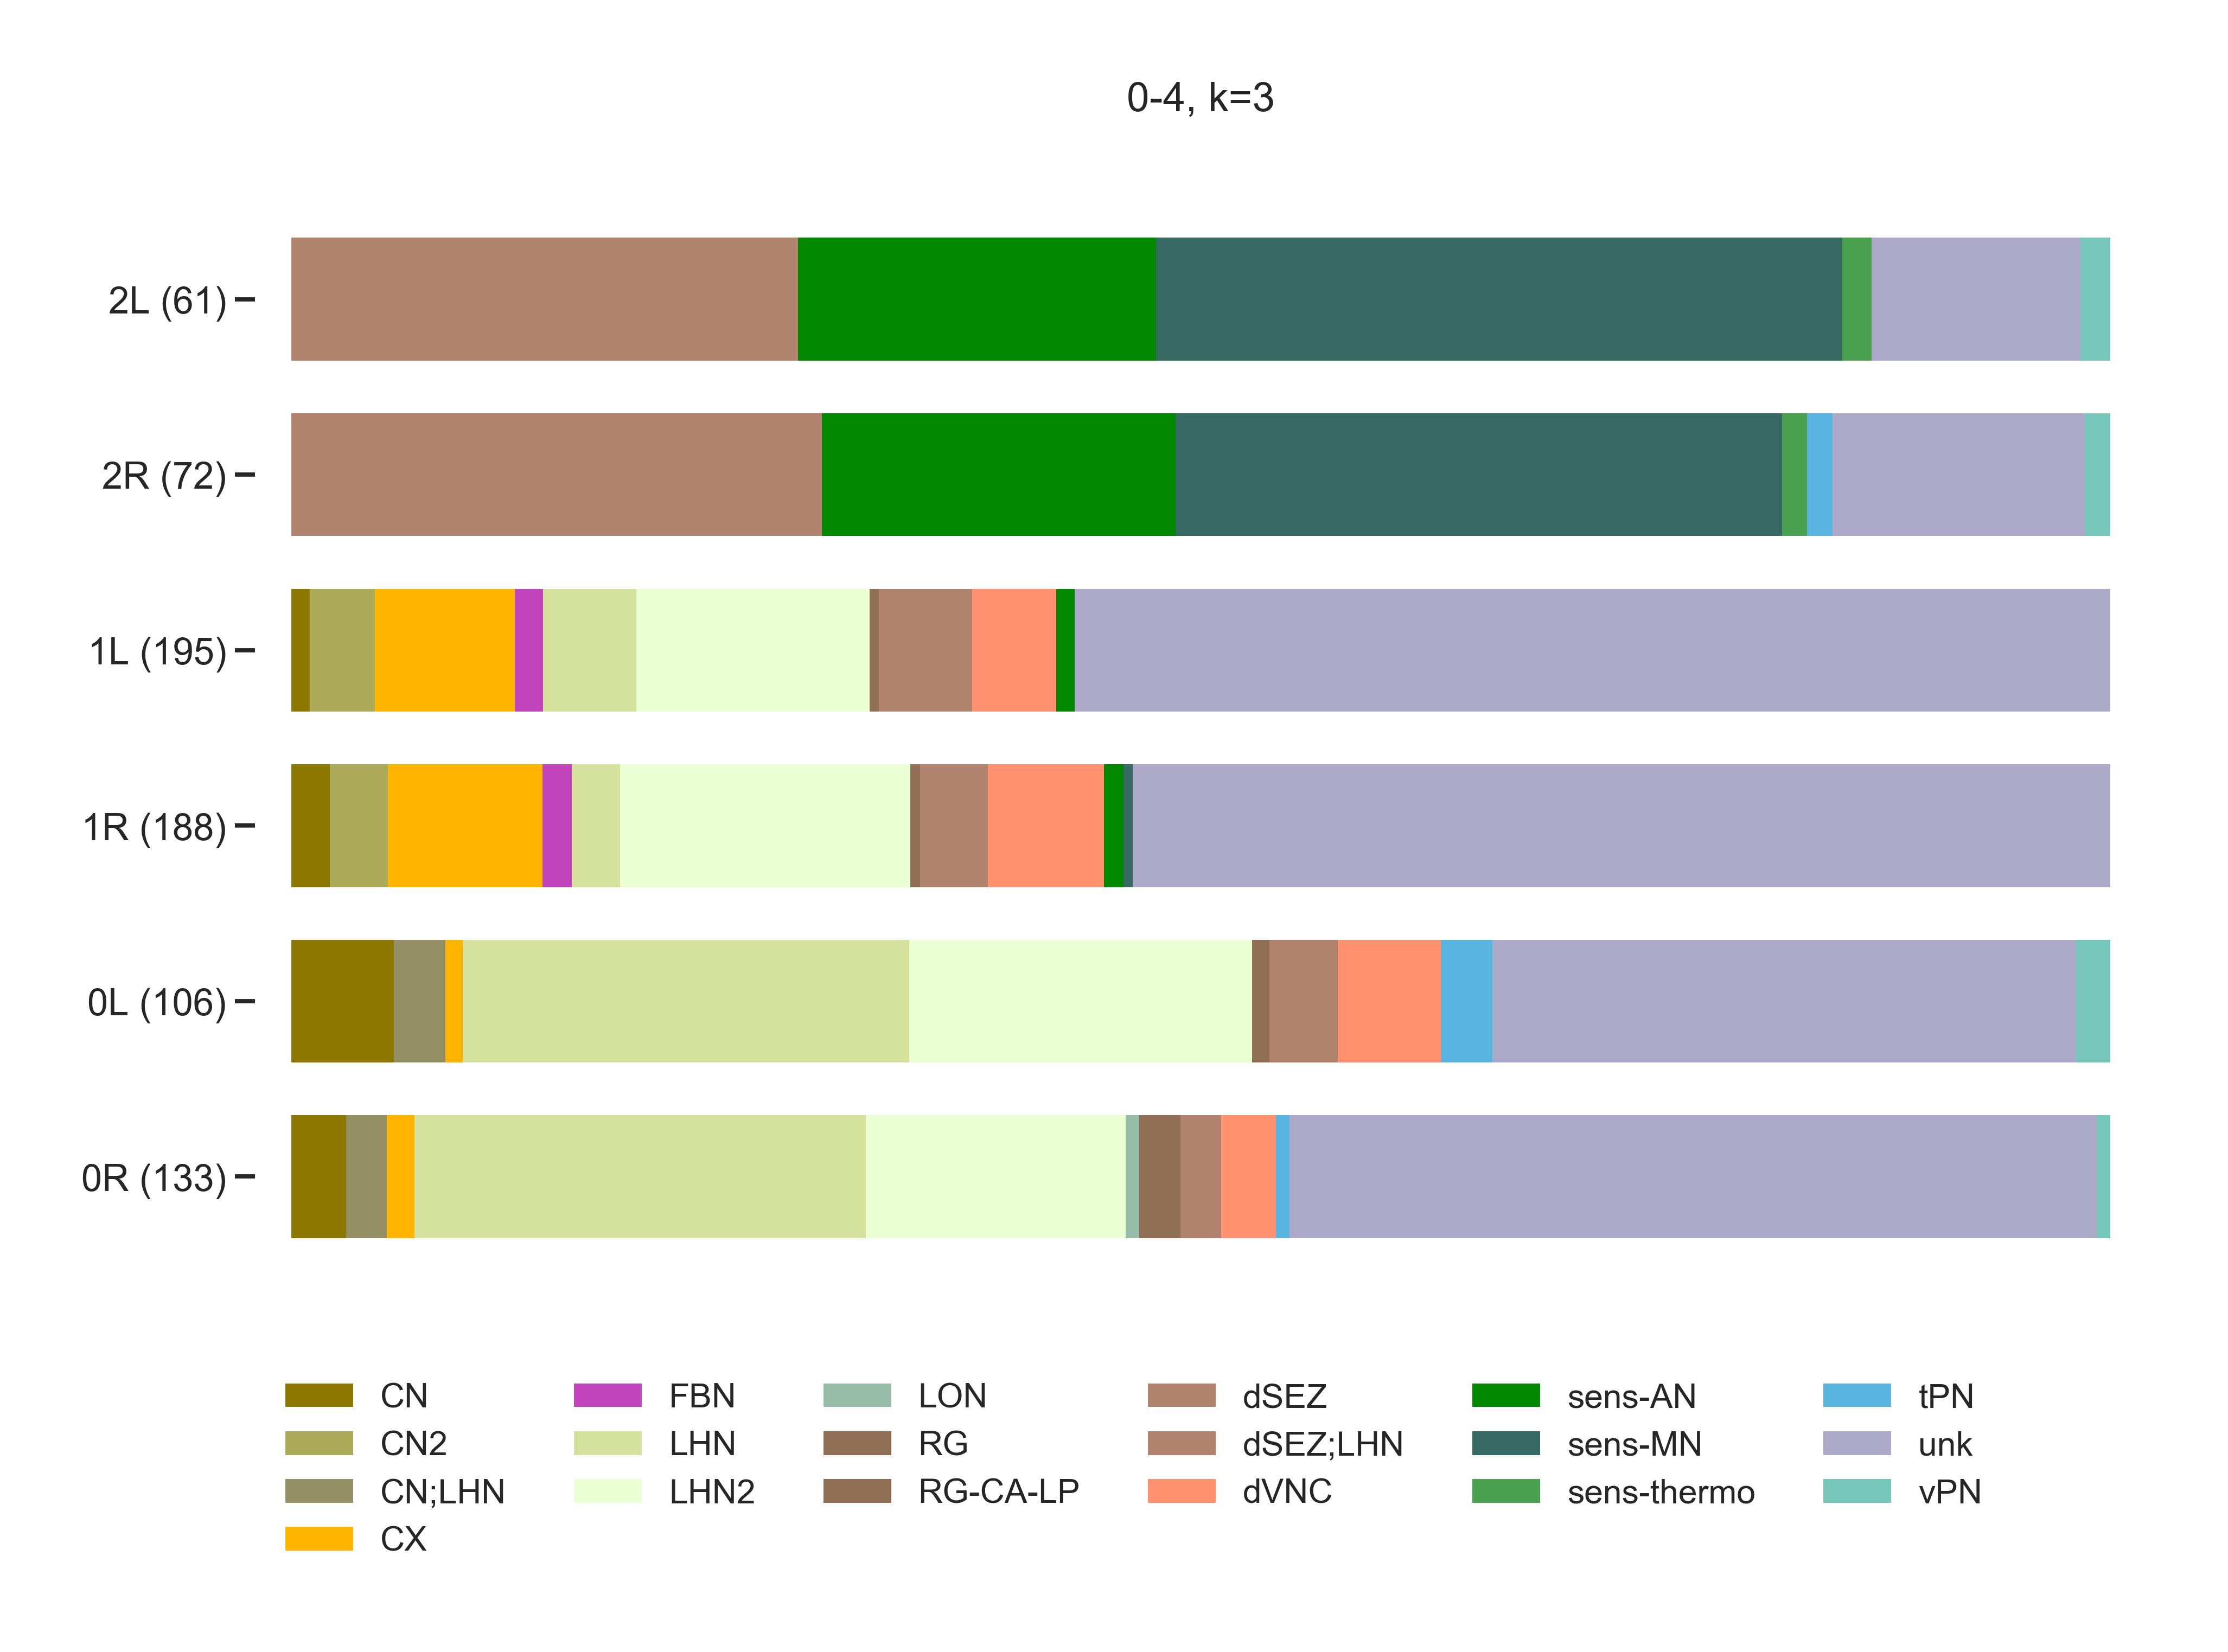 0-4, k=3
2L (61)
2R (72)
1L (195)
1R (188)
0L (106)
0R (133)
CN
CN2
CN;LHN
CX
FBN
LHN
LHN2
LON
RG
RG-CA-LP
dSEZ
dSEZ;LHN
dVNC
sens-AN
sens-MN
sens-thermo
tPN
unk
vPN